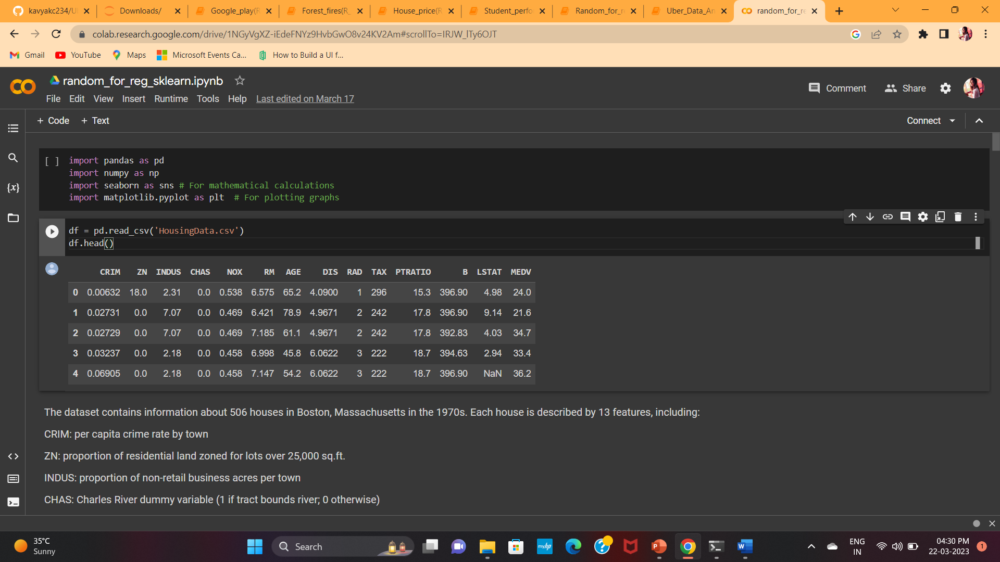 kavyakc234/U
Downloads/
Google_play(R
Forest_fires(R_
House_price(R
Student_perfo
Random_for_r
Uber_Data_An
random_for_re
colab.research.google.com/drive/1NGyVgXZ-iEdeFNYz9HvbGwO8v24KV2Am#scrollTo=IRJW_lTy6OJT
Gmail
YouTube
Maps
Microsoft Events Ca...
How to Build a UI f...
random_for_reg_sklearn.ipynb
Comment
Share
File Edit View Insert Runtime Tools Help Last edited on March 17
+ Code + Text
Connect
[ ] import pandas as pd
import numpy as np
import seaborn as sns # For mathematical calculations
import matplotlib.pyplot as plt # For plotting graphs
df = pd.read_csv('HousingData.csv')
df.head()
CRIM ZN INDUS CHAS NOX RM AGE DIS RAD TAX PTRATIO B LSTAT MEDV
0 0.00632 18.0 2.31 0.0 0.538 6.575 65.2 4.0900 1 296 15.3 396.90 4.98 24.0
1 0.02731 0.0 7.07 0.0 0.469 6.421 78.9 4.9671 2 242 17.8 396.90 9.14 21.6
2 0.02729 0.0 7.07 0.0 0.469 7.185 61.1 4.9671 2 242 17.8 392.83 4.03 34.7
3 0.03237 0.0 2.18 0.0 0.458 6.998 45.8 6.0622 3 222 18.7 394.63 2.94 33.4
4 0.06905 0.0 2.18 0.0 0.458 7.147 54.2 6.0622 3 222 18.7 396.90 NaN 36.2
The dataset contains information about 506 houses in Boston, Massachusetts in the 1970s. Each house is described by 13 features, including:
CRIM: per capita crime rate by town
ZN: proportion of residential land zoned for lots over 25,000 sq.ft.
INDUS: proportion of non-retail business acres per town
CHAS: Charles River dummy variable (1 if tract bounds river; 0 otherwise)
{x}
35°C
Sunny
Search
myhp
ENG
IN
04:30 PM
22-03-2023
1